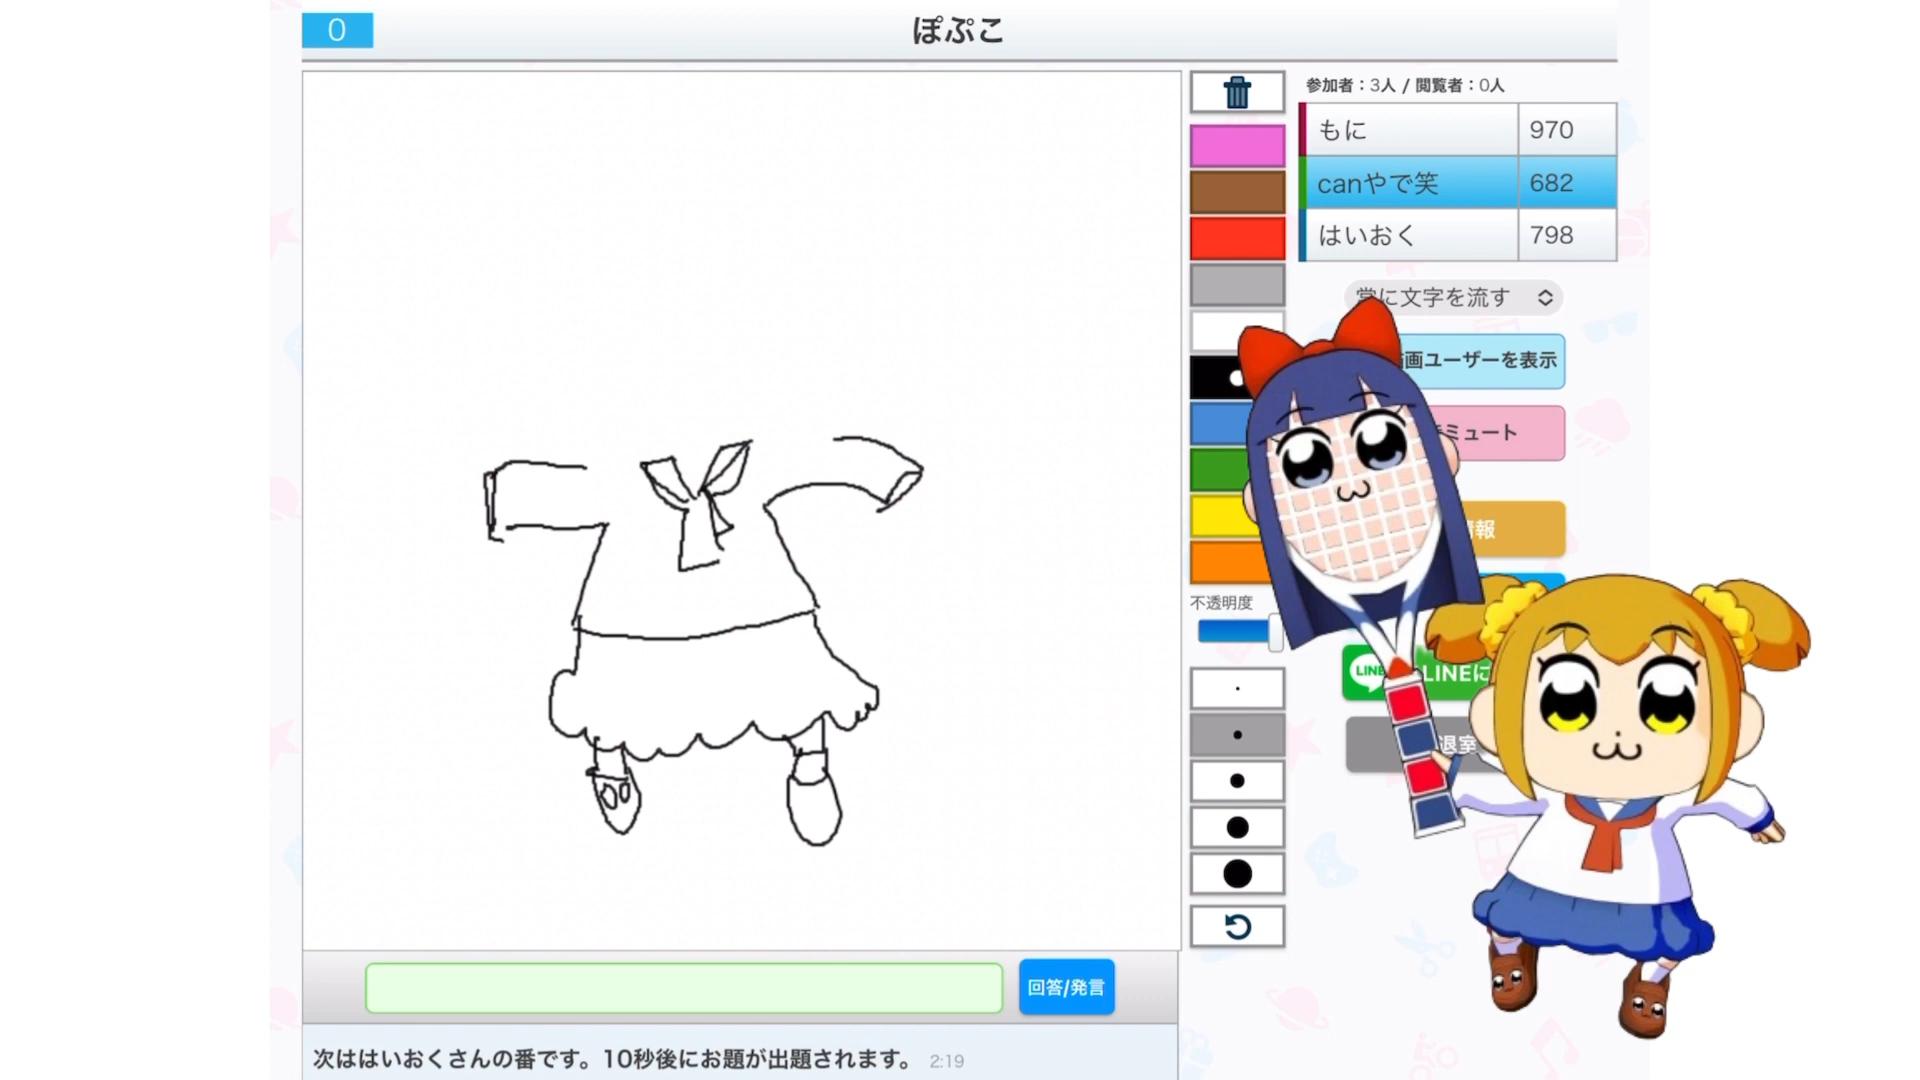 0
ぽぷこ
参加者：3人 / 閲覧者：0人
もに 970
canやで笑 682
はいおく 798
常に文字を流す
画ユーザーを表示
ミュート
情報
不透明度
LINE LINEに
退室
回答/発言
次ははいおくさんの番です。10秒後にお題が出題されます。 2:19